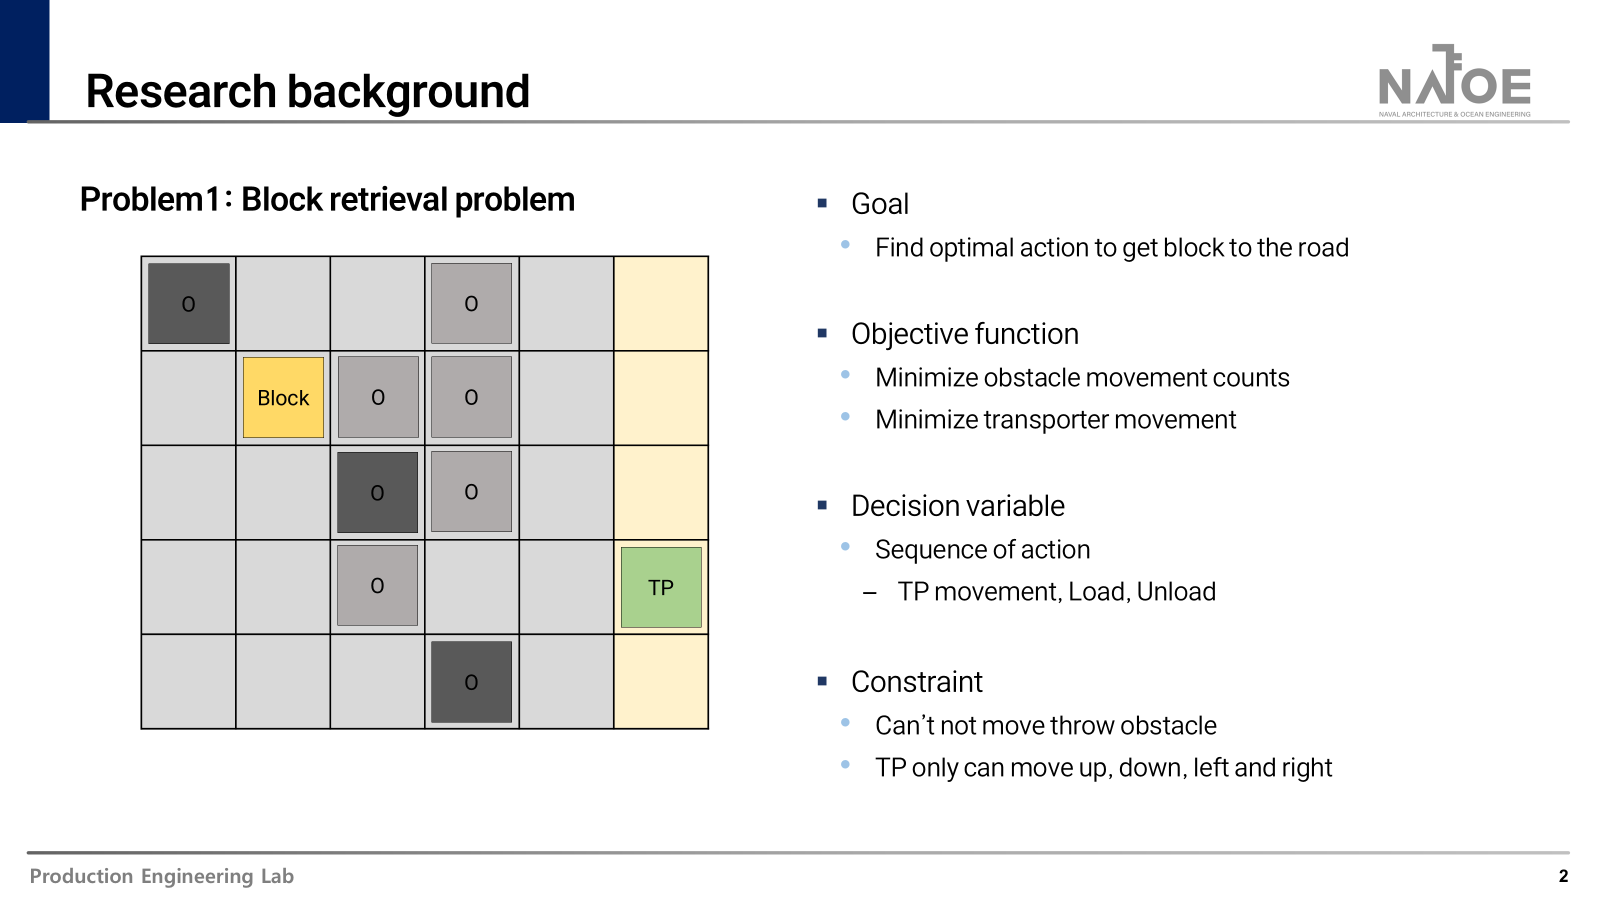 Research background
NATOE
NAVAL ARCHITECTURE & OCEAN ENGINEERING
Problem1: Block retrieval problem
O O
Block O O
O O
O TP
O
▪ Goal
• Find optimal action to get block to the road
▪ Objective function
• Minimize obstacle movement counts
• Minimize transporter movement
▪ Decision variable
• Sequence of action
– TP movement, Load, Unload
▪ Constraint
• Can't not move throw obstacle
• TP only can move up, down, left and right
Production Engineering Lab
2